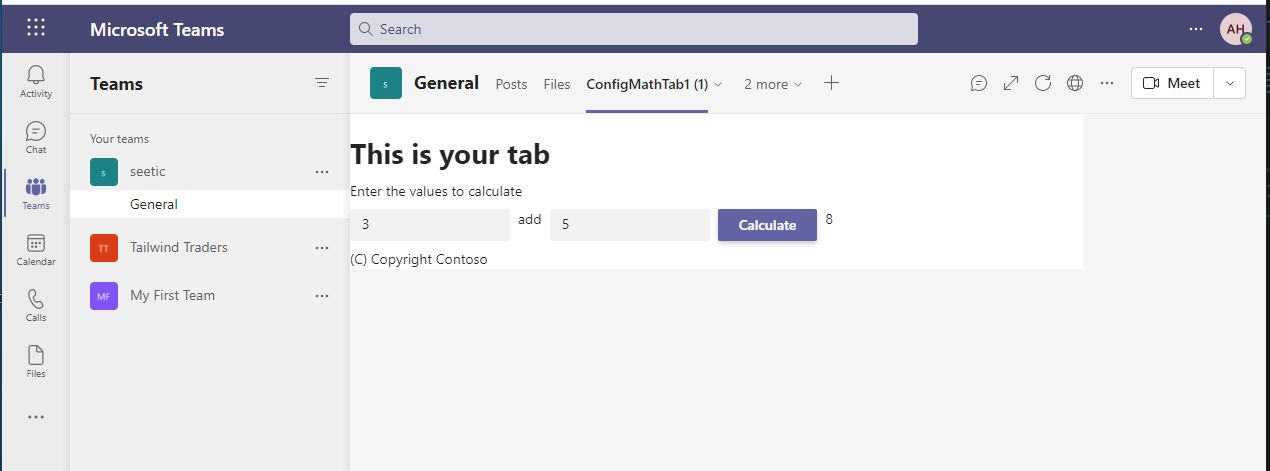 Microsoft Teams
Search
AH
Activity
Chat
Teams
Calendar
Calls
Files
Teams
Your teams
s seetic
General
TT Tailwind Traders
MF My First Team
s General Posts Files ConfigMathTab1 (1) 2 more Meet
This is your tab
Enter the values to calculate
3 add 5 Calculate 8
(C) Copyright Contoso